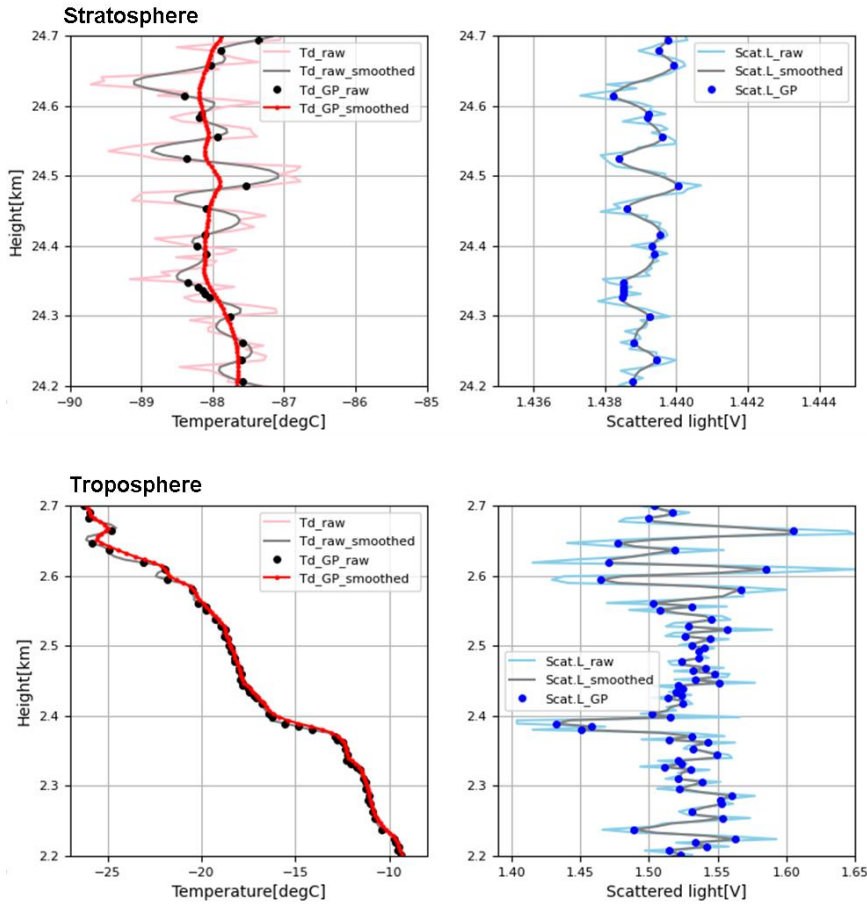 Stratosphere
24.7
24.6
24.5
24.4
24.3
24.2
Height[km]
Td_raw
Td_raw_smoothed
Td_GP_raw
Td_GP_smoothed
−90 −89 −88 −87 −86 −85
Temperature[degC]
24.7
24.6
24.5
24.4
24.3
24.2
Scat.L_raw
Scat.L_smoothed
Scat.L_GP
1.436 1.438 1.440 1.442 1.444
Scattered light[V]
Troposphere
2.7
2.6
2.5
2.4
2.3
2.2
Height[km]
Td_raw
Td_raw_smoothed
Td_GP_raw
Td_GP_smoothed
−25 −20 −15 −10
Temperature[degC]
2.7
2.6
2.5
2.4
2.3
2.2
Scat.L_raw
Scat.L_smoothed
Scat.L_GP
1.40 1.45 1.50 1.55 1.60 1.65
Scattered light[V]